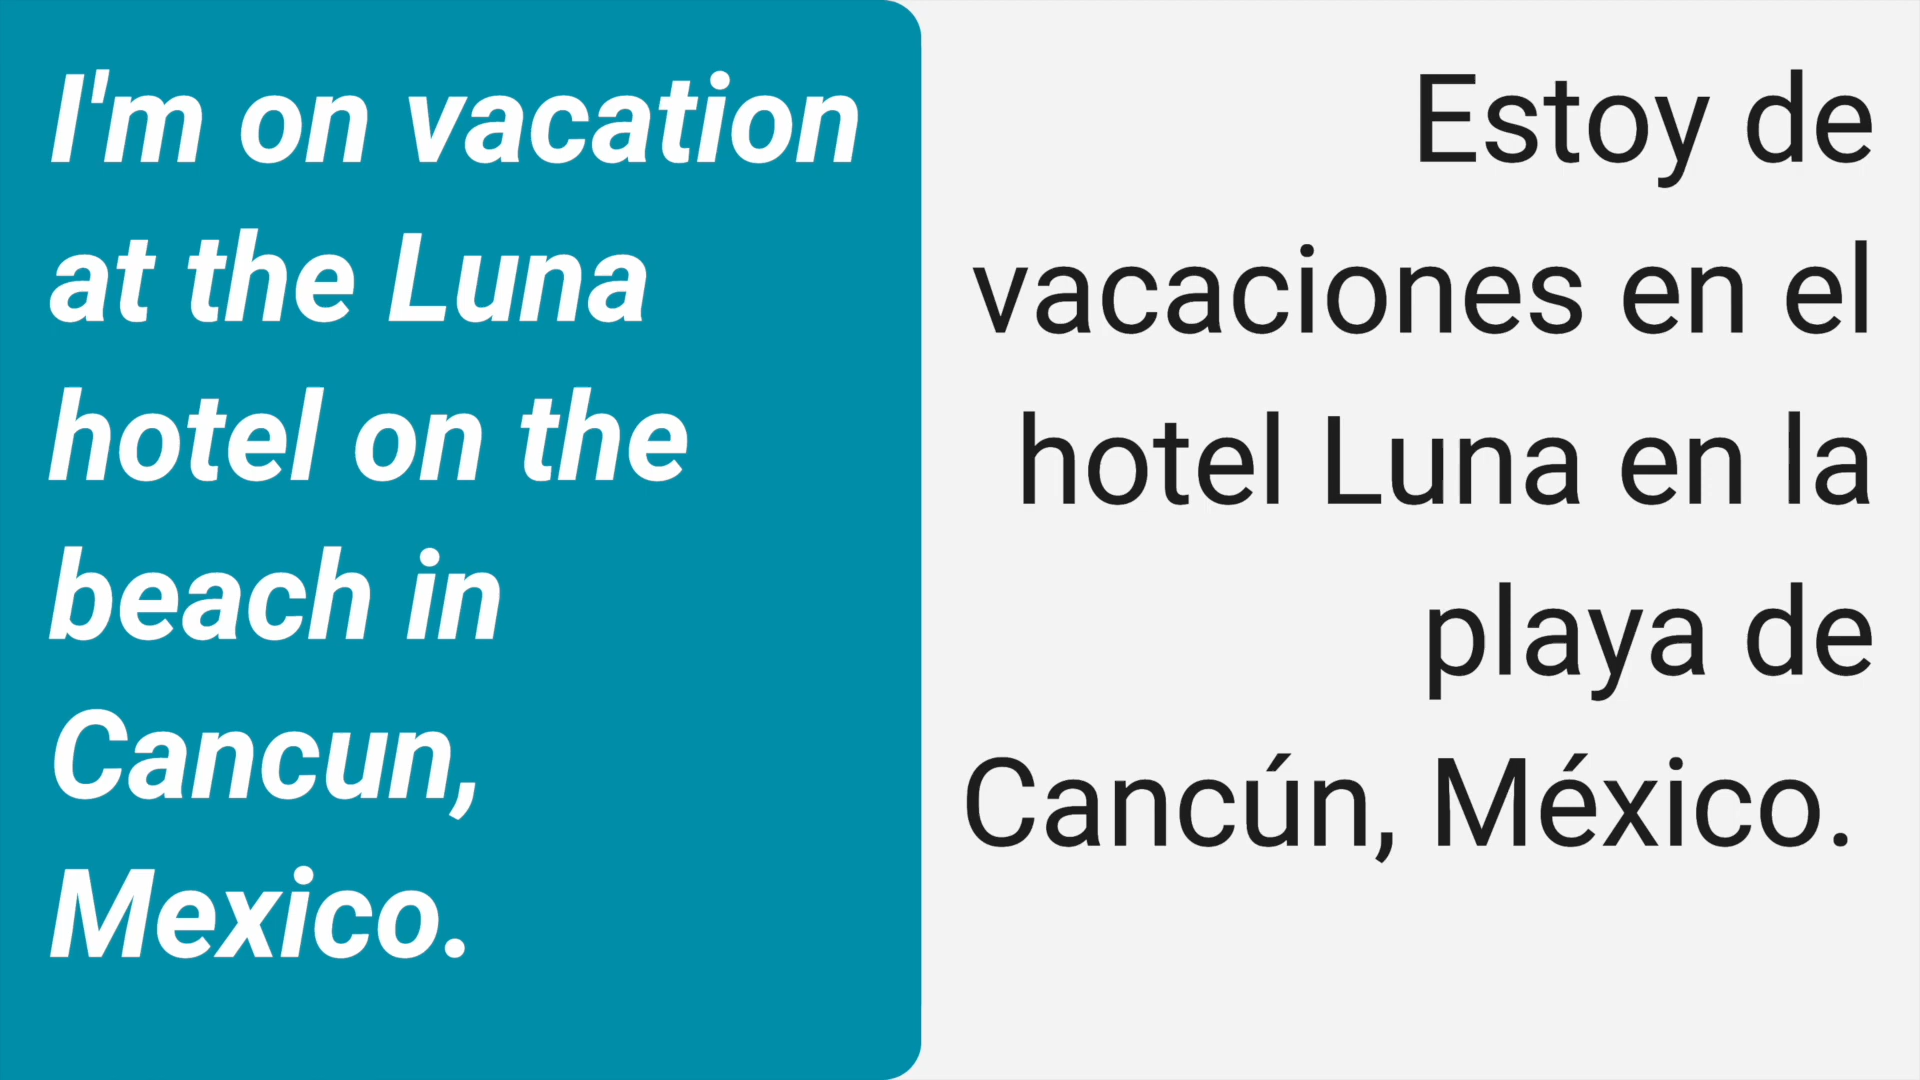 I'm on vacation
at the Luna
hotel on the
beach in
Cancun,
Mexico.
Estoy de
vacaciones en el
hotel Luna en la
playa de
Cancún, México.